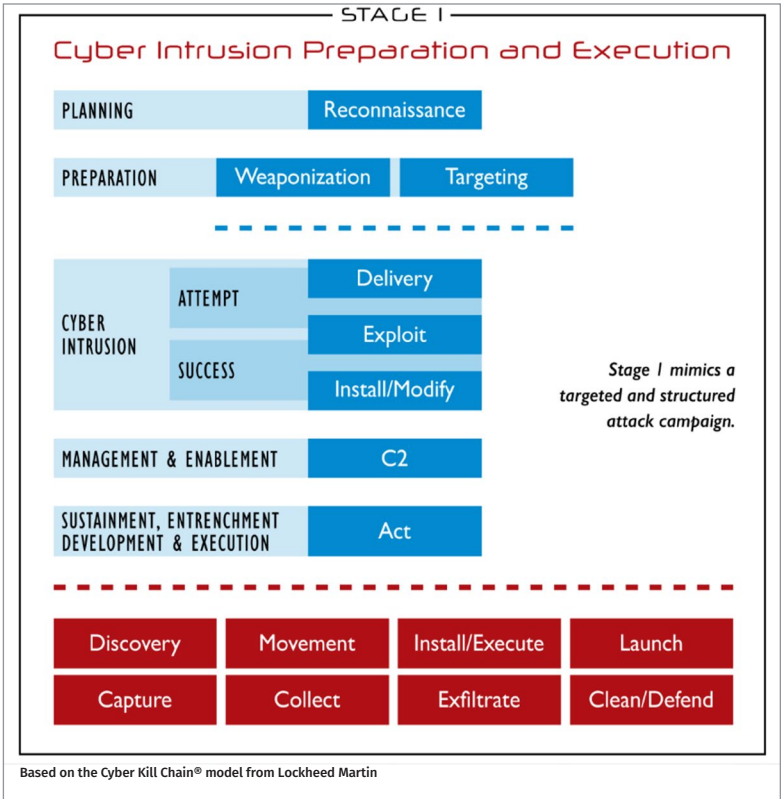 STAGE 1
Cyber Intrusion Preparation and Execution
PLANNING
Reconnaissance
PREPARATION
Weaponization
Targeting
CYBER
INTRUSION
ATTEMPT
SUCCESS
Delivery
Exploit
Install/Modify
Stage 1 mimics a
targeted and structured
attack campaign.
MANAGEMENT & ENABLEMENT
C2
SUSTAINMENT, ENTRENCHMENT
DEVELOPMENT & EXECUTION
Act
Discovery
Movement
Install/Execute
Launch
Capture
Collect
Exfiltrate
Clean/Defend
Based on the Cyber Kill Chain® model from Lockheed Martin